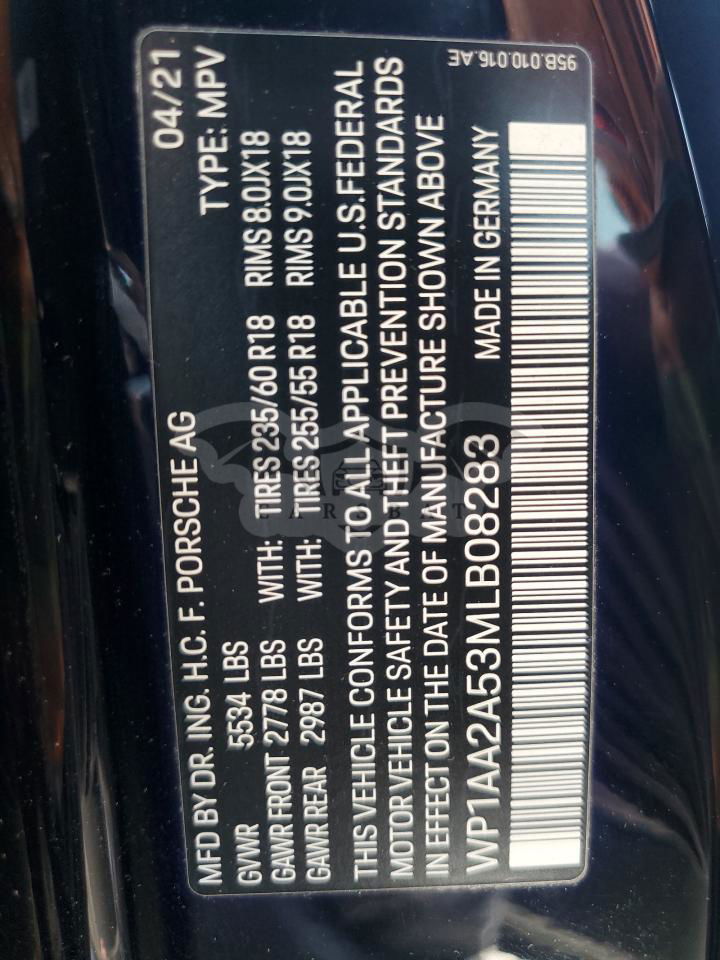 MFD BY DR. ING. H.C. F. PORSCHE AG 04/21
GVWR 5534 LBS TYPE: MPV
GAWR FRONT 2778 LBS WITH: TIRES 235/60 R18 RIMS 8.0JX18
GAWR REAR 2987 LBS WITH: TIRES 255/55 R18 RIMS 9.0JX18
THIS VEHICLE CONFORMS TO ALL APPLICABLE U.S.FEDERAL
MOTOR VEHICLE SAFETY AND THEFT PREVENTION STANDARDS
IN EFFECT ON THE DATE OF MANUFACTURE SHOWN ABOVE
WP1AA2A53MLB08283 MADE IN GERMANY
95B.010.016.AE
CARBAT